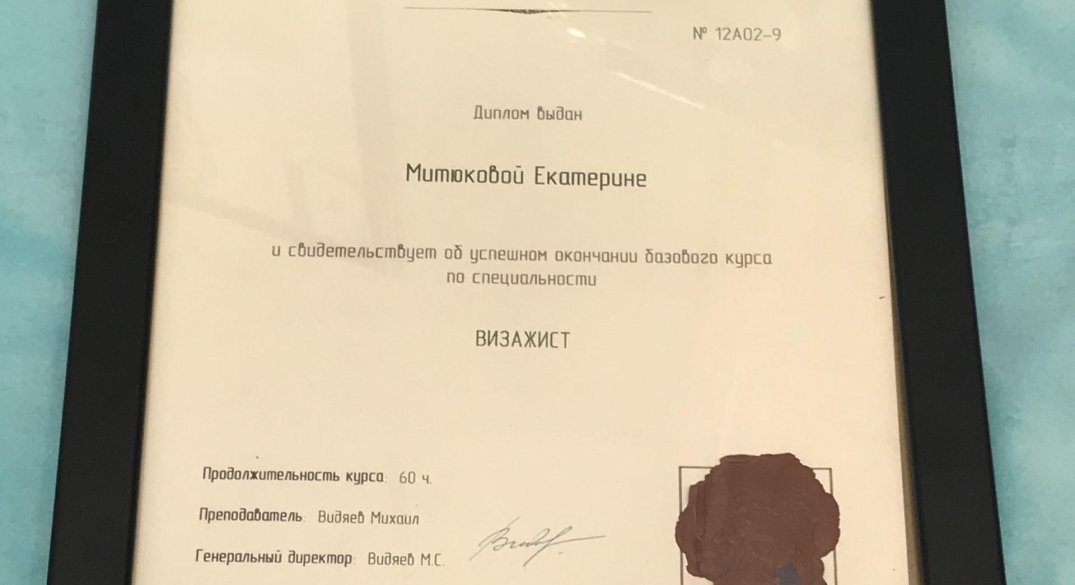 № 12А02-9
Диплом выдан
Митюковой Екатерине
и свидетельствует об успешном окончании базового курса
по специальности
ВИЗАЖИСТ
Продолжительность курса: 60 ч.
Преподаватель: Видяев Михаил
Генеральный директор: Видяев М.С.